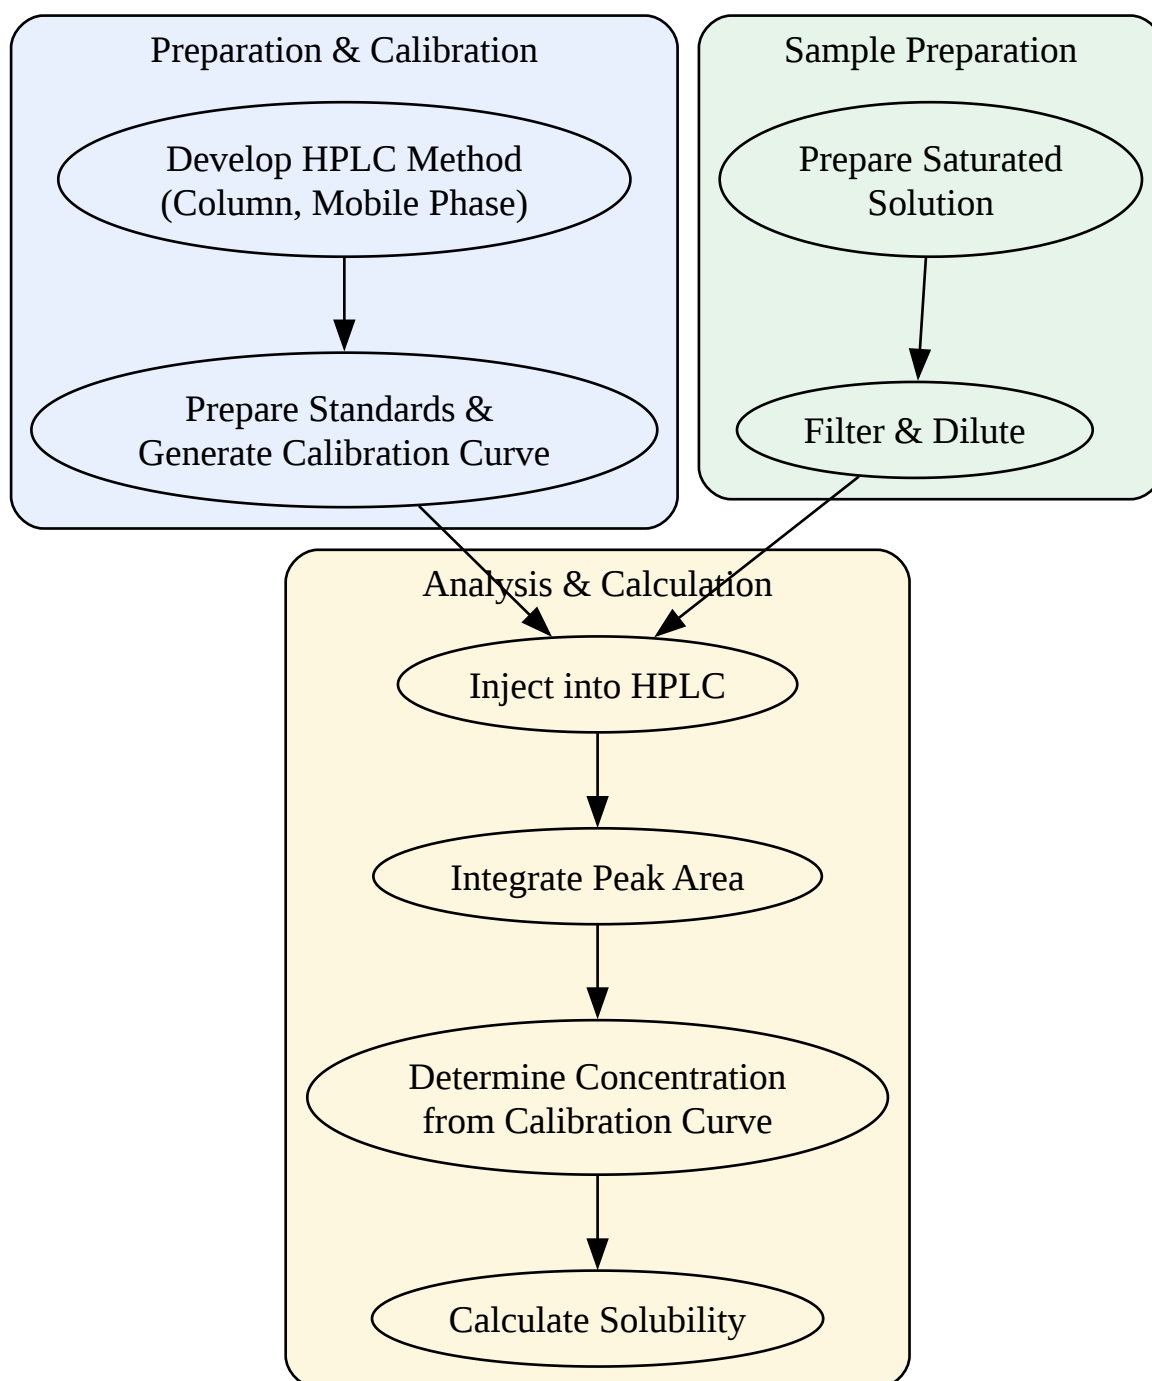 Preparation & Calibration
Develop HPLC Method
(Column, Mobile Phase)
Prepare Standards &
Generate Calibration Curve
Sample Preparation
Prepare Saturated
Solution
Filter & Dilute
Analysis & Calculation
Inject into HPLC
Integrate Peak Area
Determine Concentration
from Calibration Curve
Calculate Solubility